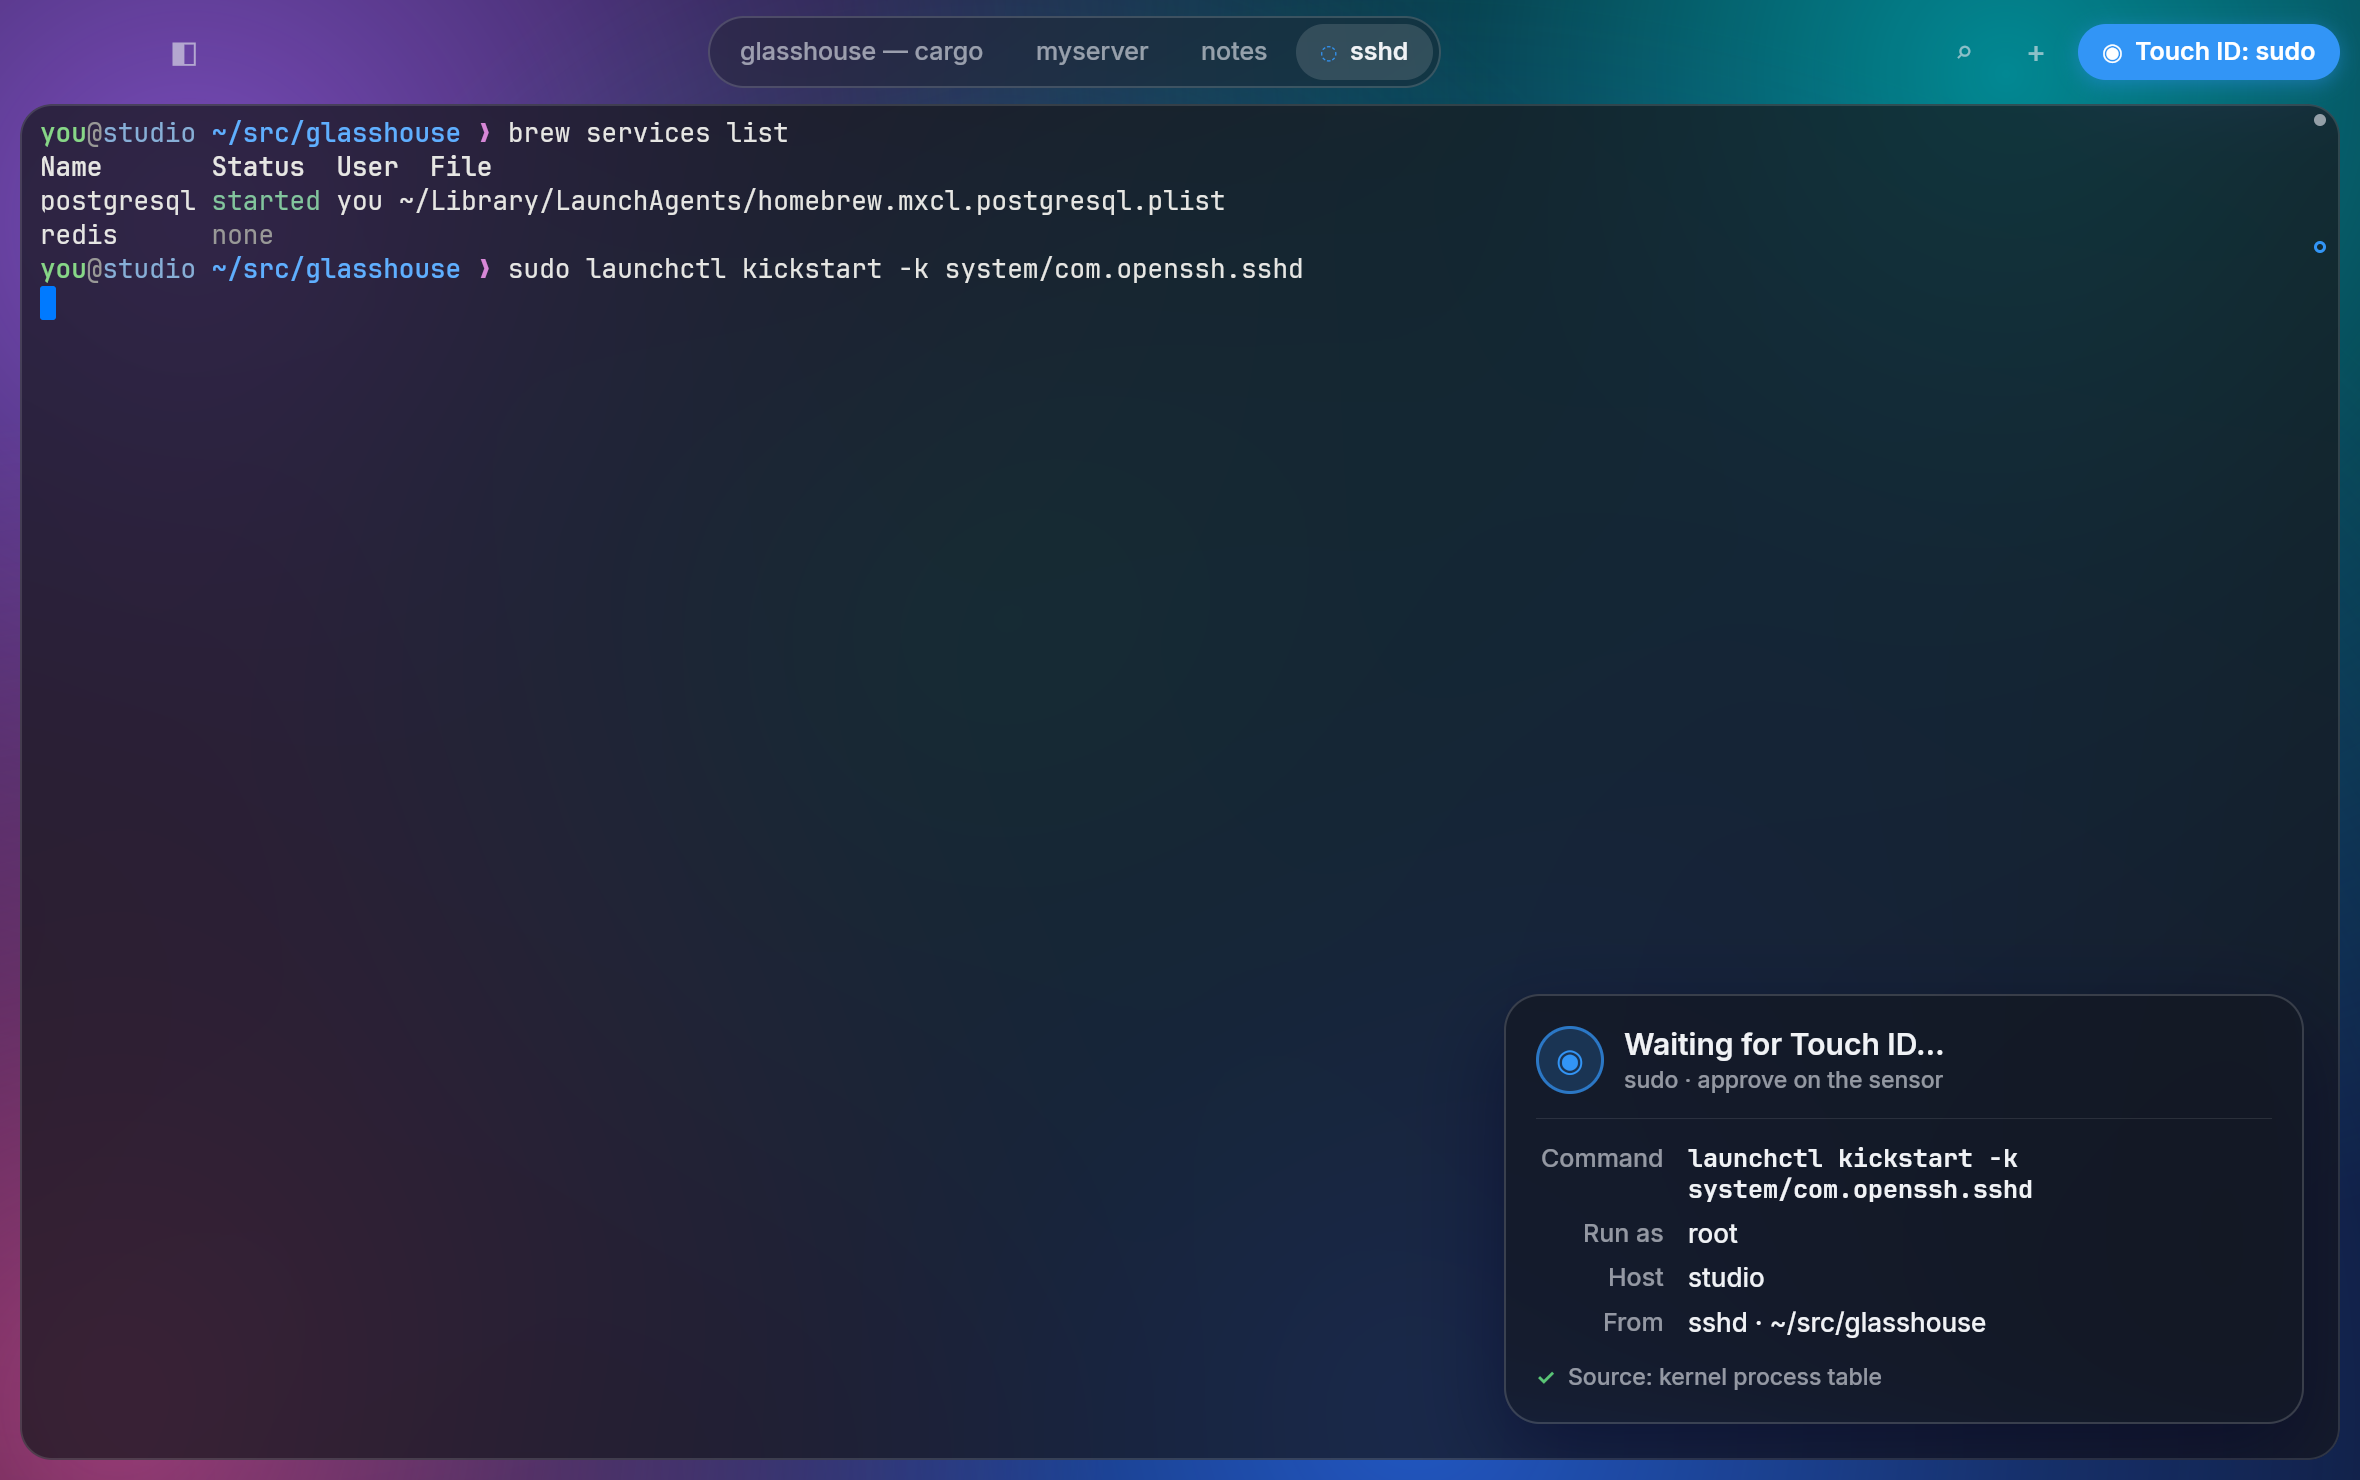 glasshouse — cargo
myserver
notes
sshd
Touch ID: sudo
you@studio ~/src/glasshouse ❯ brew services list
Name Status User File
postgresql started you ~/Library/LaunchAgents/homebrew.mxcl.postgresql.plist
redis none
you@studio ~/src/glasshouse ❯ sudo launchctl kickstart -k system/com.openssh.sshd
Waiting for Touch ID...
sudo · approve on the sensor
Command launchctl kickstart -k
system/com.openssh.sshd
Run as root
Host studio
From sshd · ~/src/glasshouse
✓ Source: kernel process table